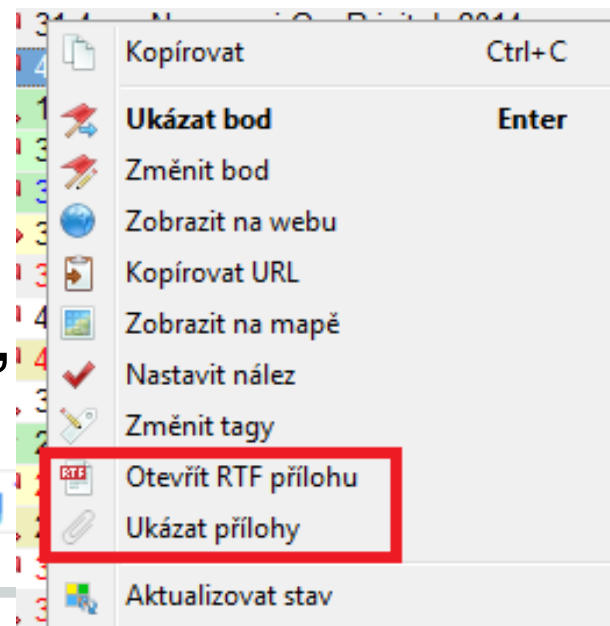 Kopírovat Ctrl+C
Ukázat bod Enter
Změnit bod
Zobrazit na webu
Kopírovat URL
Zobrazit na mapě
Nastavit nález
Změnit tagy
RTF Otevřít RTF přílohu
Ukázat přílohy
Aktualizovat stav